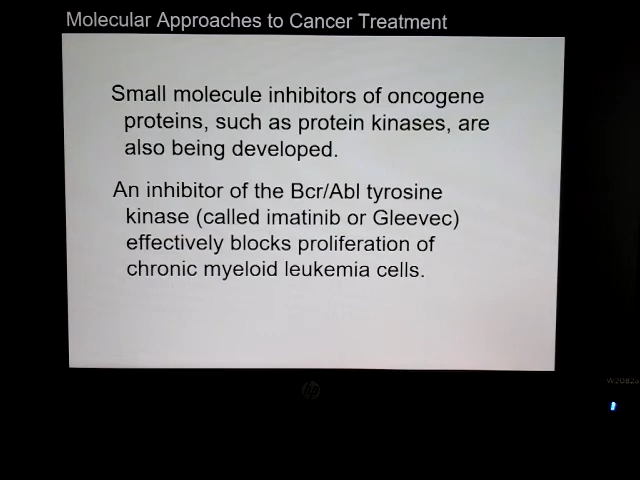 Molecular Approaches to Cancer Treatment
Small molecule inhibitors of oncogene
proteins, such as protein kinases, are
also being developed.
An inhibitor of the Bcr/Abl tyrosine
kinase (called imatinib or Gleevec)
effectively blocks proliferation of
chronic myeloid leukemia cells.
hp